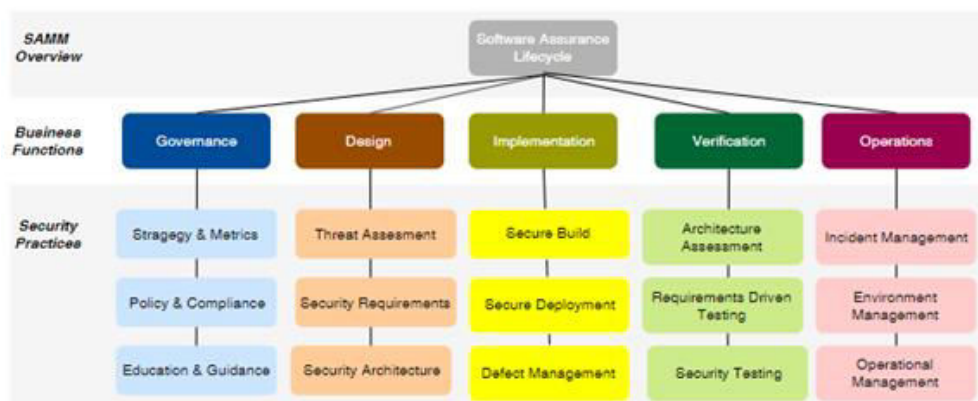 SAMM
Overview
Software Assurance
Lifecycle
Business
Functions
Governance
Design
Implementation
Verification
Operations
Security
Practices
Stragegy & Metrics
Threat Assesment
Secure Build
Architecture
Assessment
Incident Management
Policy & Compliance
Security Requirements
Secure Deployment
Requirements Driven
Testing
Environment
Management
Education & Guidance
Security Architecture
Defect Management
Security Testing
Operational
Management